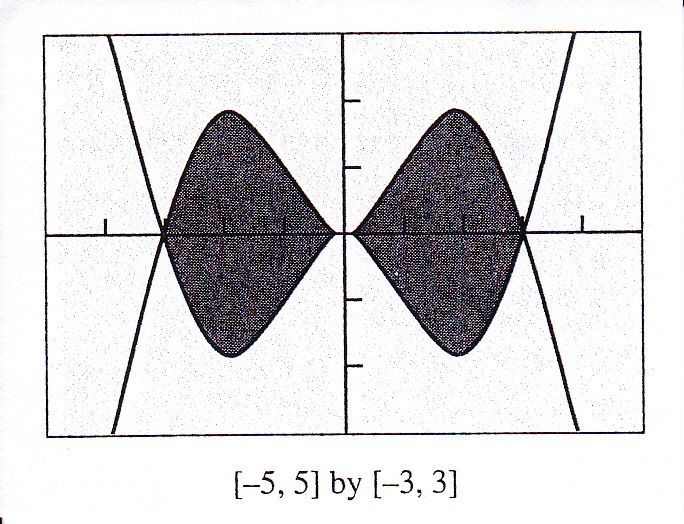 [–5, 5] by [–3, 3]